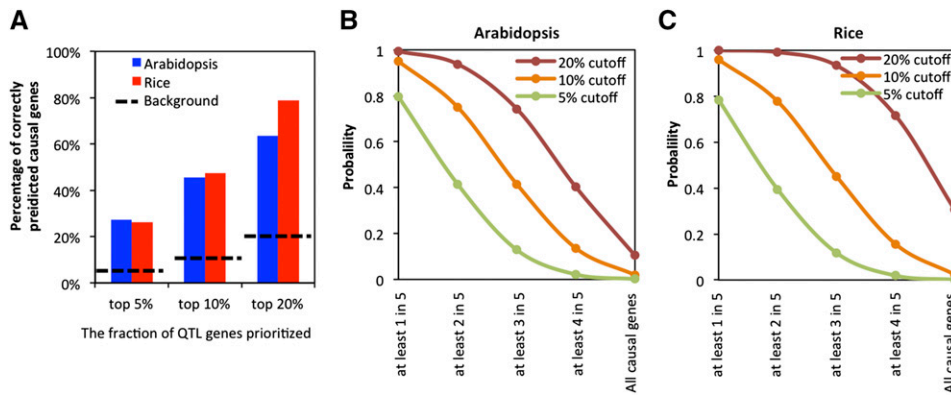 A
Percentage of correctly
preidicted causal genes
100%
80%
60%
40%
20%
0%
Arabidopsis
Rice
Background
top 5%
top 10%
top 20%
The fraction of QTL genes prioritized
B
Arabidopsis
Probalility
1
0.8
0.6
0.4
0.2
0
20% cutoff
10% cutoff
5% cutoff
at least 1 in 5
at least 2 in 5
at least 3 in 5
at least 4 in 5
All causal genes
C
Rice
Probalility
1
0.8
0.6
0.4
0.2
0
20% cutoff
10% cutoff
5% cutoff
at least 1 in 5
at least 2 in 5
at least 3 in 5
at least 4 in 5
All causal genes